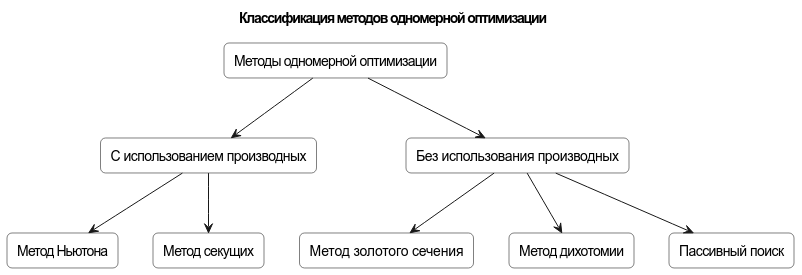 Классификация методов одномерной оптимизации
Методы одномерной оптимизации
С использованием производных
Без использования производных
Метод Ньютона
Метод секущих
Метод золотого сечения
Метод дихотомии
Пассивный поиск